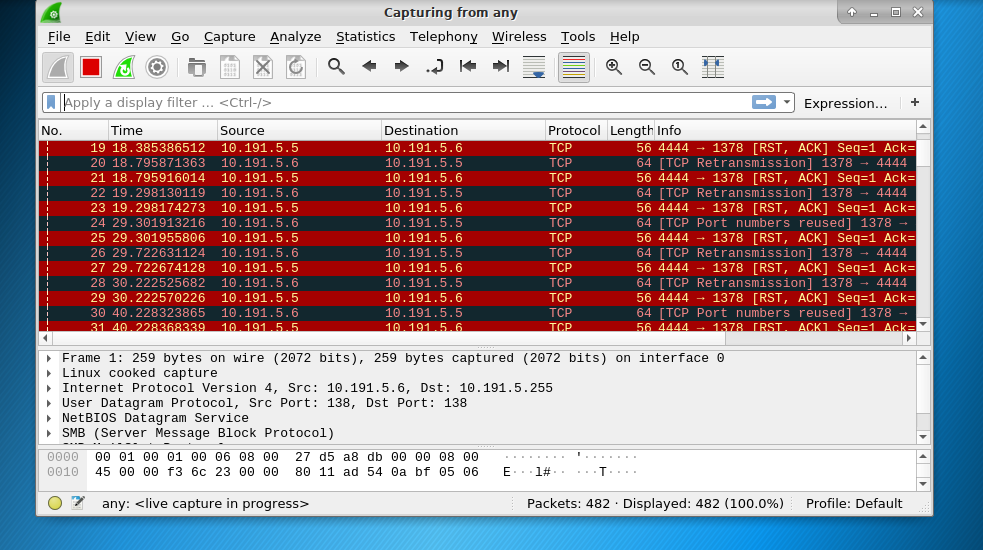 Capturing from any
File Edit View Go Capture Analyze Statistics Telephony Wireless Tools Help
Apply a display filter … <Ctrl-/> Expression… +
No. Time Source Destination Protocol Length Info
19 18.385386512 10.191.5.5 10.191.5.6 TCP 56 4444 → 1378 [RST, ACK] Seq=1 Ack=
20 18.795871363 10.191.5.6 10.191.5.5 TCP 64 [TCP Retransmission] 1378 → 4444
21 18.795916014 10.191.5.5 10.191.5.6 TCP 56 4444 → 1378 [RST, ACK] Seq=1 Ack=
22 19.298130119 10.191.5.6 10.191.5.5 TCP 64 [TCP Retransmission] 1378 → 4444
23 19.298174273 10.191.5.5 10.191.5.6 TCP 56 4444 → 1378 [RST, ACK] Seq=1 Ack=
24 29.301913216 10.191.5.6 10.191.5.5 TCP 64 [TCP Port numbers reused] 1378 →
25 29.301955806 10.191.5.5 10.191.5.6 TCP 56 4444 → 1378 [RST, ACK] Seq=1 Ack=
26 29.722631124 10.191.5.6 10.191.5.5 TCP 64 [TCP Retransmission] 1378 → 4444
27 29.722674128 10.191.5.5 10.191.5.6 TCP 56 4444 → 1378 [RST, ACK] Seq=1 Ack=
28 30.222525682 10.191.5.6 10.191.5.5 TCP 64 [TCP Retransmission] 1378 → 4444
29 30.222570226 10.191.5.5 10.191.5.6 TCP 56 4444 → 1378 [RST, ACK] Seq=1 Ack=
30 40.228323865 10.191.5.6 10.191.5.5 TCP 64 [TCP Port numbers reused] 1378 →
31 40.228368339 10.191.5.5 10.191.5.6 TCP 56 4444 → 1378 [RST, ACK] Seq=1 Ack=
Frame 1: 259 bytes on wire (2072 bits), 259 bytes captured (2072 bits) on interface 0
Linux cooked capture
Internet Protocol Version 4, Src: 10.191.5.6, Dst: 10.191.5.255
User Datagram Protocol, Src Port: 138, Dst Port: 138
NetBIOS Datagram Service
SMB (Server Message Block Protocol)
0000 00 01 00 01 00 06 08 00 27 d5 a8 db 00 00 08 00 ········ '·······
0010 45 00 00 f3 6c 23 00 00 80 11 ad 54 0a bf 05 06 E···l#·· ···T····
any: <live capture in progress> Packets: 482 · Displayed: 482 (100.0%) Profile: Default